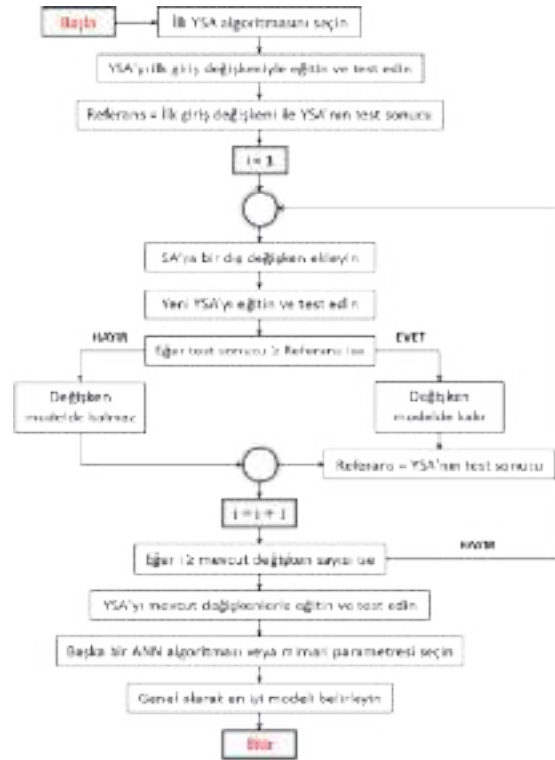 Başla
İlk YSA algoritmasını seçin
YSA'yı ilk giriş değişkeniyle eğitin ve test edin
Referans = İlk giriş değişkeni ile YSA'nın test sonucu
i = 1
SA'ya bir dış değişken ekleyin
Yeni YSA'yı eğitin ve test edin
HAYIR
Eğer test sonucu ≥ Referans ise
EVET
Değişken
modelde kalmaz
Değişken
modelde kalır
Referans = YSA'nın test sonucu
i = i + 1
HAYIR
Eğer i ≥ mevcut değişken sayısı ise
YSA'yı mevcut değişkenlerle eğitin ve test edin
Başka bir ANN algoritması veya mimari parametresi seçin
Genel olarak en iyi modeli belirleyin